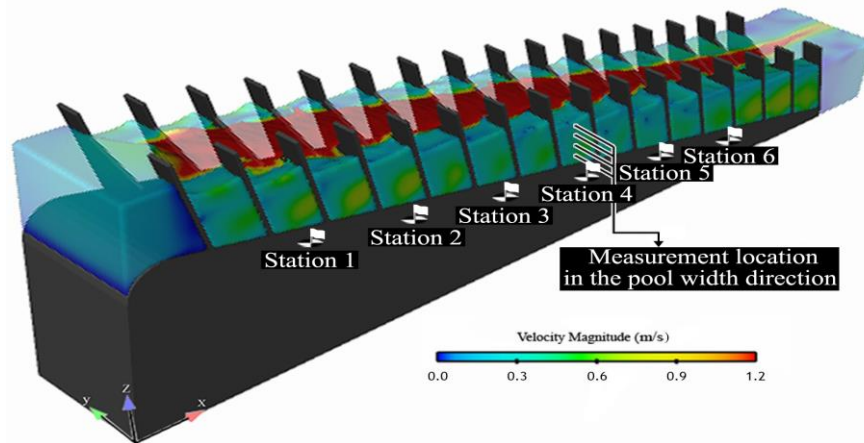 Station 1
Station 2
Station 3
Station 4
Station 5
Station 6
Measurement location
in the pool width direction
Velocity Magnitude (m/s)
0.0 0.3 0.6 0.9 1.2
y z x